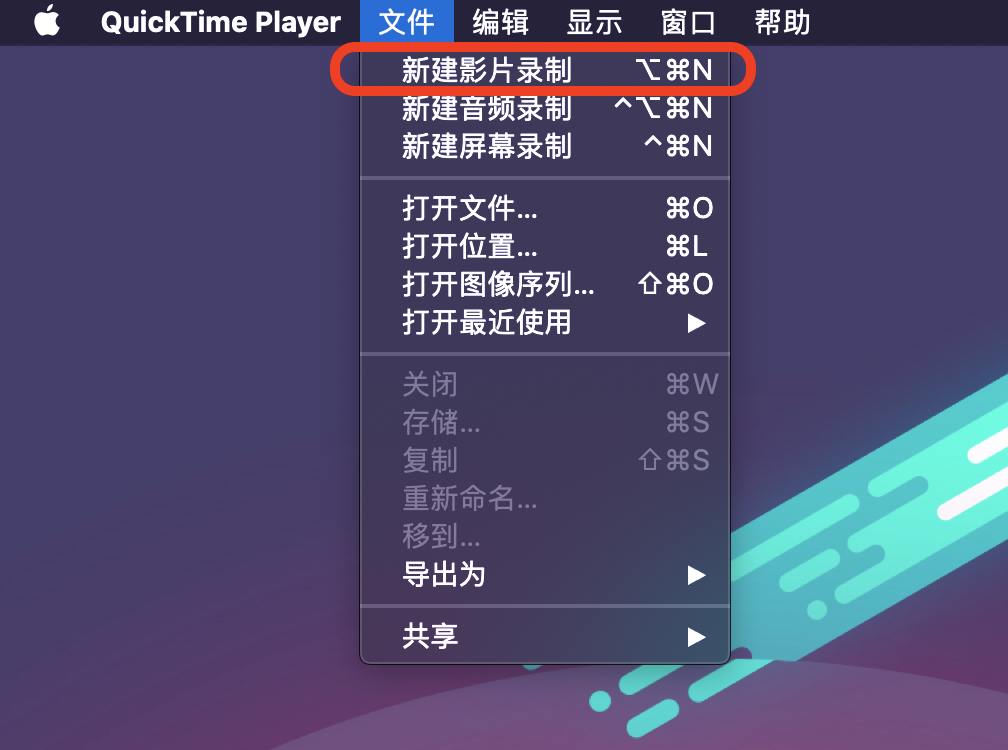 QuickTime Player 文件 编辑 显示 窗口 帮助
新建影片录制 ⌥⌘N
新建音频录制 ^⌥⌘N
新建屏幕录制 ^⌘N
打开文件... ⌘O
打开位置... ⌘L
打开图像序列... ⇧⌘O
打开最近使用 ▶
关闭 ⌘W
存储... ⌘S
复制 ⇧⌘S
重新命名...
移到...
导出为 ▶
共享 ▶